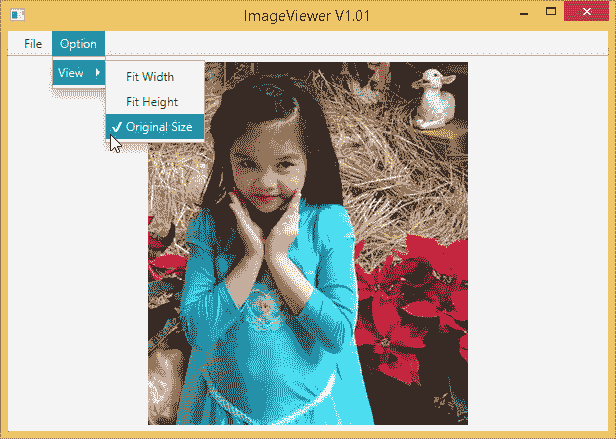 ImageViewer V1.01
File Option
View
Fit Width
Fit Height
Original Size